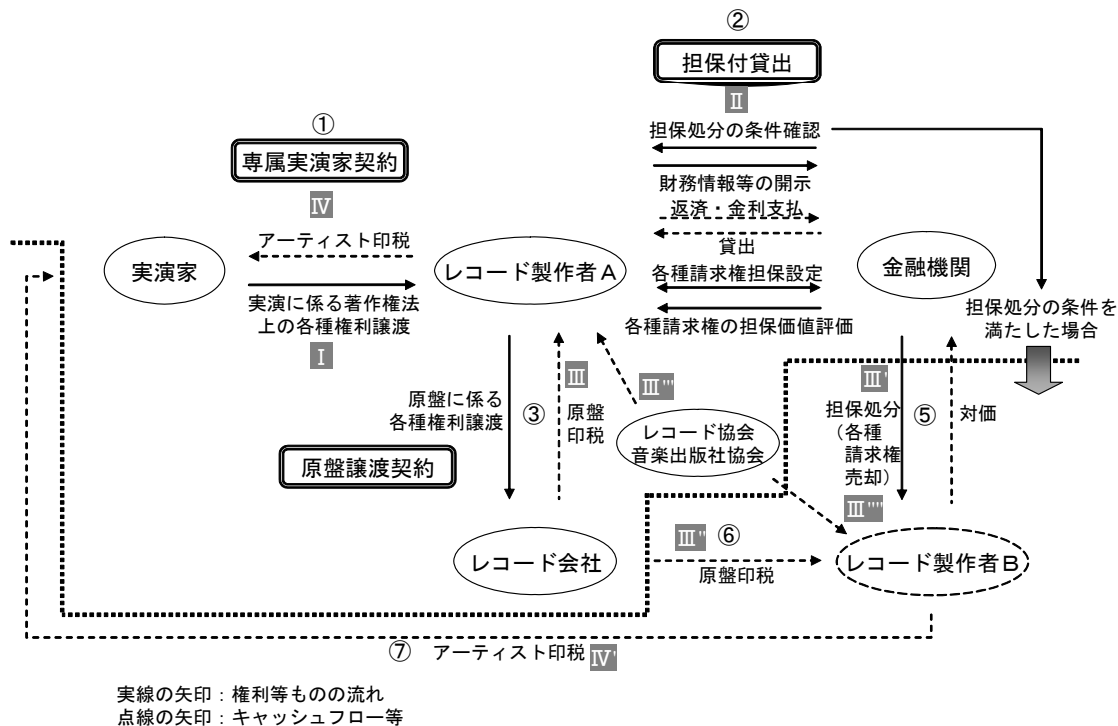 ②
担保付貸出
Ⅱ
担保処分の条件確認
財務情報等の開示
返済・金利支払
貸出
各種請求権担保設定
各種請求権の担保価値評価
①
専属実演家契約
Ⅳ
アーティスト印税
実演家
レコード製作者A
金融機関
実演に係る著作権法
上の各種権利譲渡
Ⅰ
担保処分の条件を
満たした場合
原盤に係る
各種権利譲渡
③
Ⅲ
原盤
印税
Ⅲ'''
レコード協会
音楽出版社協会
Ⅲ'
担保処分
（各種
請求権
売却）
⑤
対価
原盤譲渡契約
Ⅲ''''
レコード会社
Ⅲ''
⑥
原盤印税
レコード製作者B
⑦
アーティスト印税
Ⅳ'
実線の矢印：権利等ものの流れ
点線の矢印：キャッシュフロー等